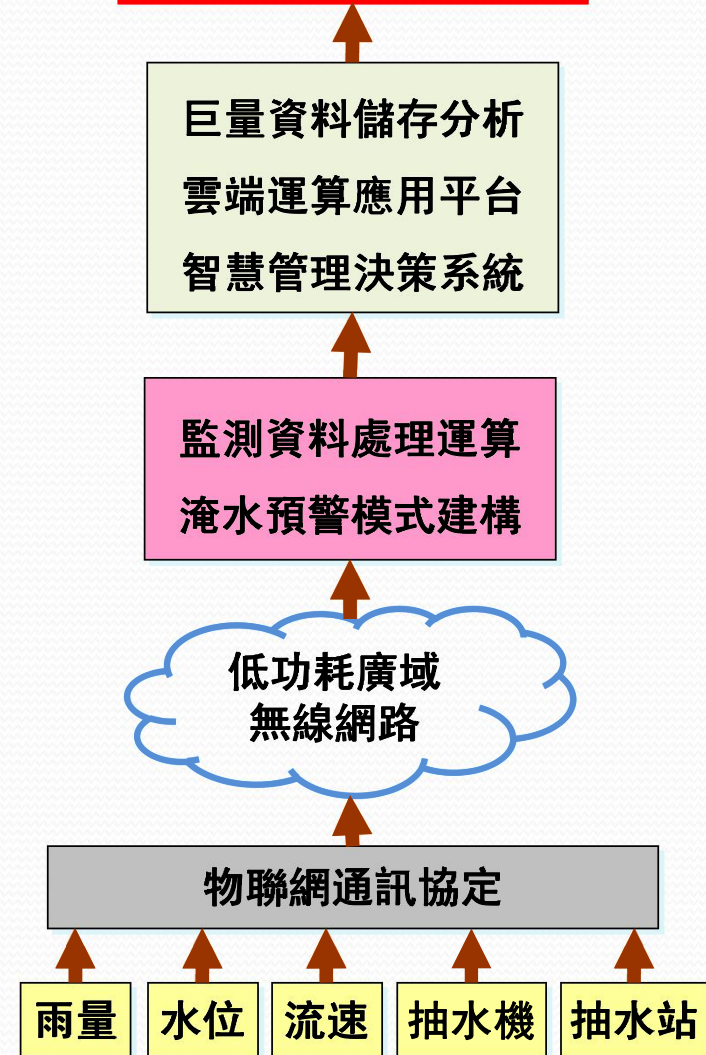 巨量資料儲存分析
雲端運算應用平台
智慧管理決策系統
監測資料處理運算
淹水預警模式建構
低功耗廣域
無線網路
物聯網通訊協定
雨量 水位 流速 抽水機 抽水站